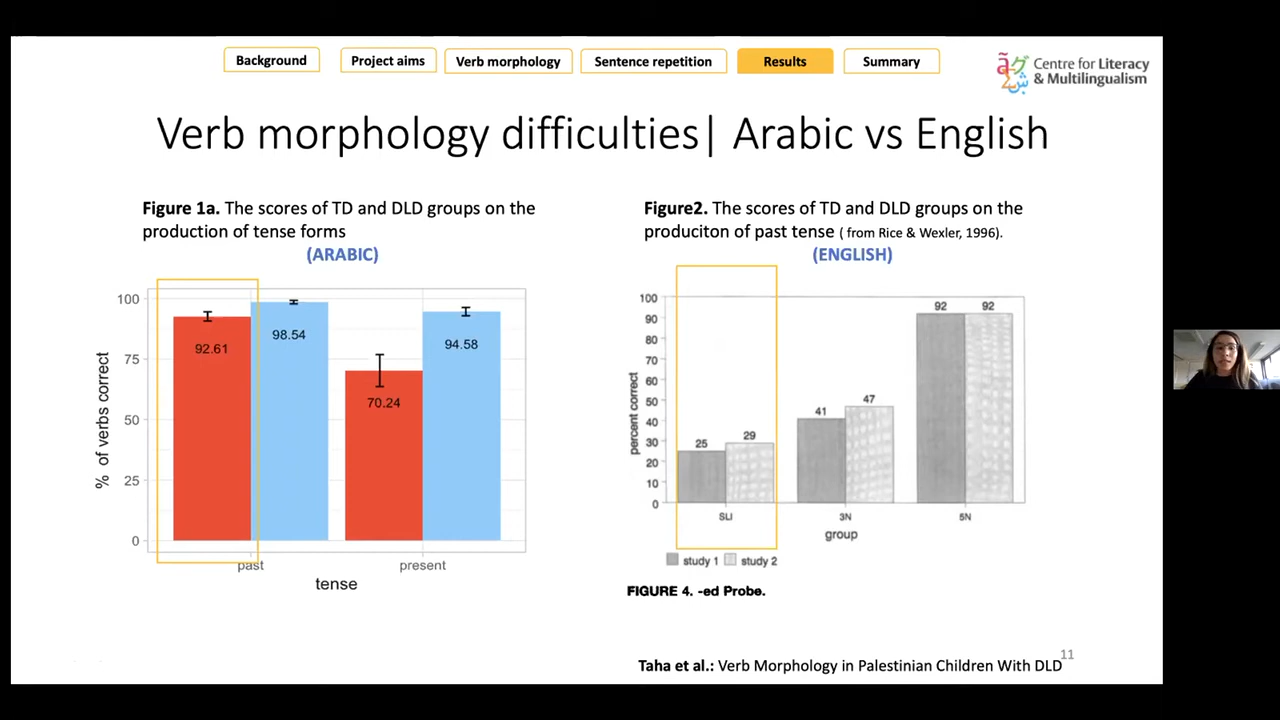 Background
Project aims
Verb morphology
Sentence repetition
Results
Summary
Centre for Literacy
& Multilingualism
Verb morphology difficulties| Arabic vs English
Figure 1a. The scores of TD and DLD groups on the
production of tense forms
(ARABIC)
100
75
50
25
0
% of verbs correct
92.61
98.54
70.24
94.58
past
present
tense
Figure2. The scores of TD and DLD groups on the
produciton of past tense ( from Rice & Wexler, 1996).
(ENGLISH)
100
90
80
70
60
50
40
30
20
10
0
percent correct
25
29
41
47
92
92
SLI
3N
5N
group
study 1
study 2
FIGURE 4. -ed Probe.
11
Taha et al.: Verb Morphology in Palestinian Children With DLD